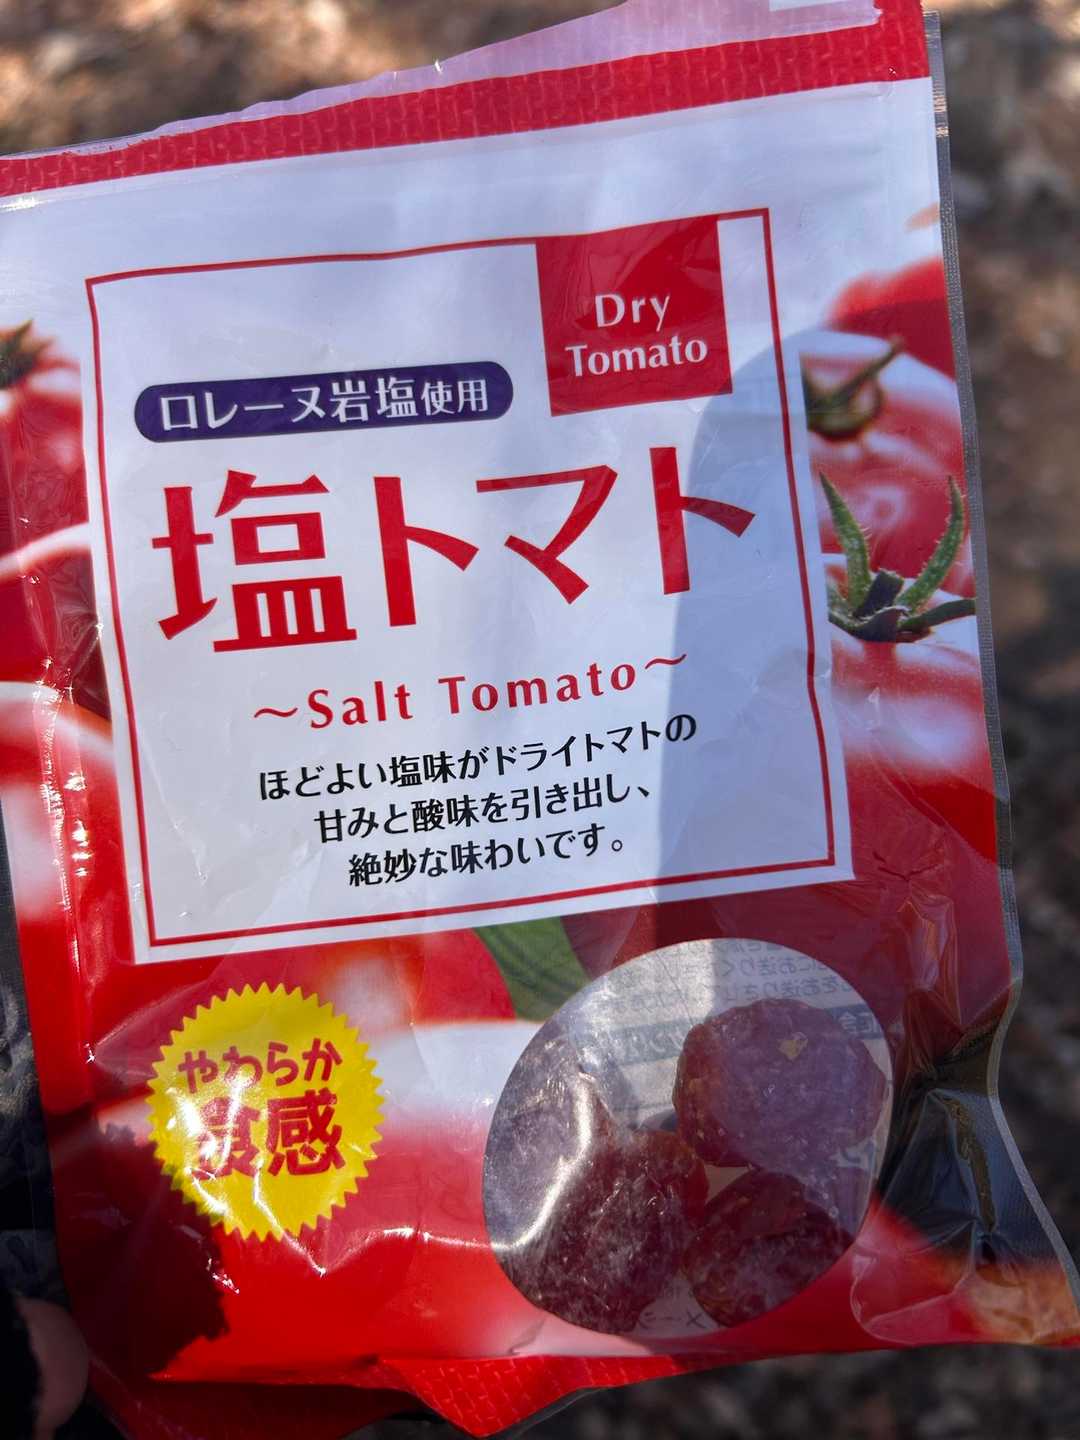 Dry
Tomato
ロレーヌ岩塩使用
塩トマト
～Salt Tomato～
ほどよい塩味がドライトマトの
甘みと酸味を引き出し、
絶妙な味わいです。
やわらか
食感